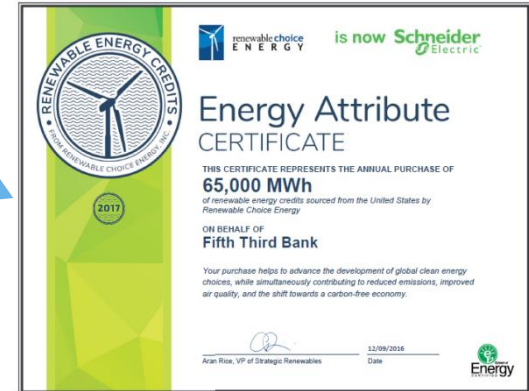 RENEWABLE ENERGY CREDITS
FROM RENEWABLE CHOICE ENERGY, INC.
2017
renewable choice
ENERGY
is now Schneider
Electric
Energy Attribute
CERTIFICATE
THIS CERTIFICATE REPRESENTS THE ANNUAL PURCHASE OF
65,000 MWh
of renewable energy credits sourced from the United States by
Renewable Choice Energy
ON BEHALF OF
Fifth Third Bank
Your purchase helps to advance the development of global clean energy
choices, while simultaneously contributing to reduced emissions, improved
air quality, and the shift towards a carbon-free economy.
12/09/2016
Aran Rice, VP of Strategic Renewables
Date
Energy